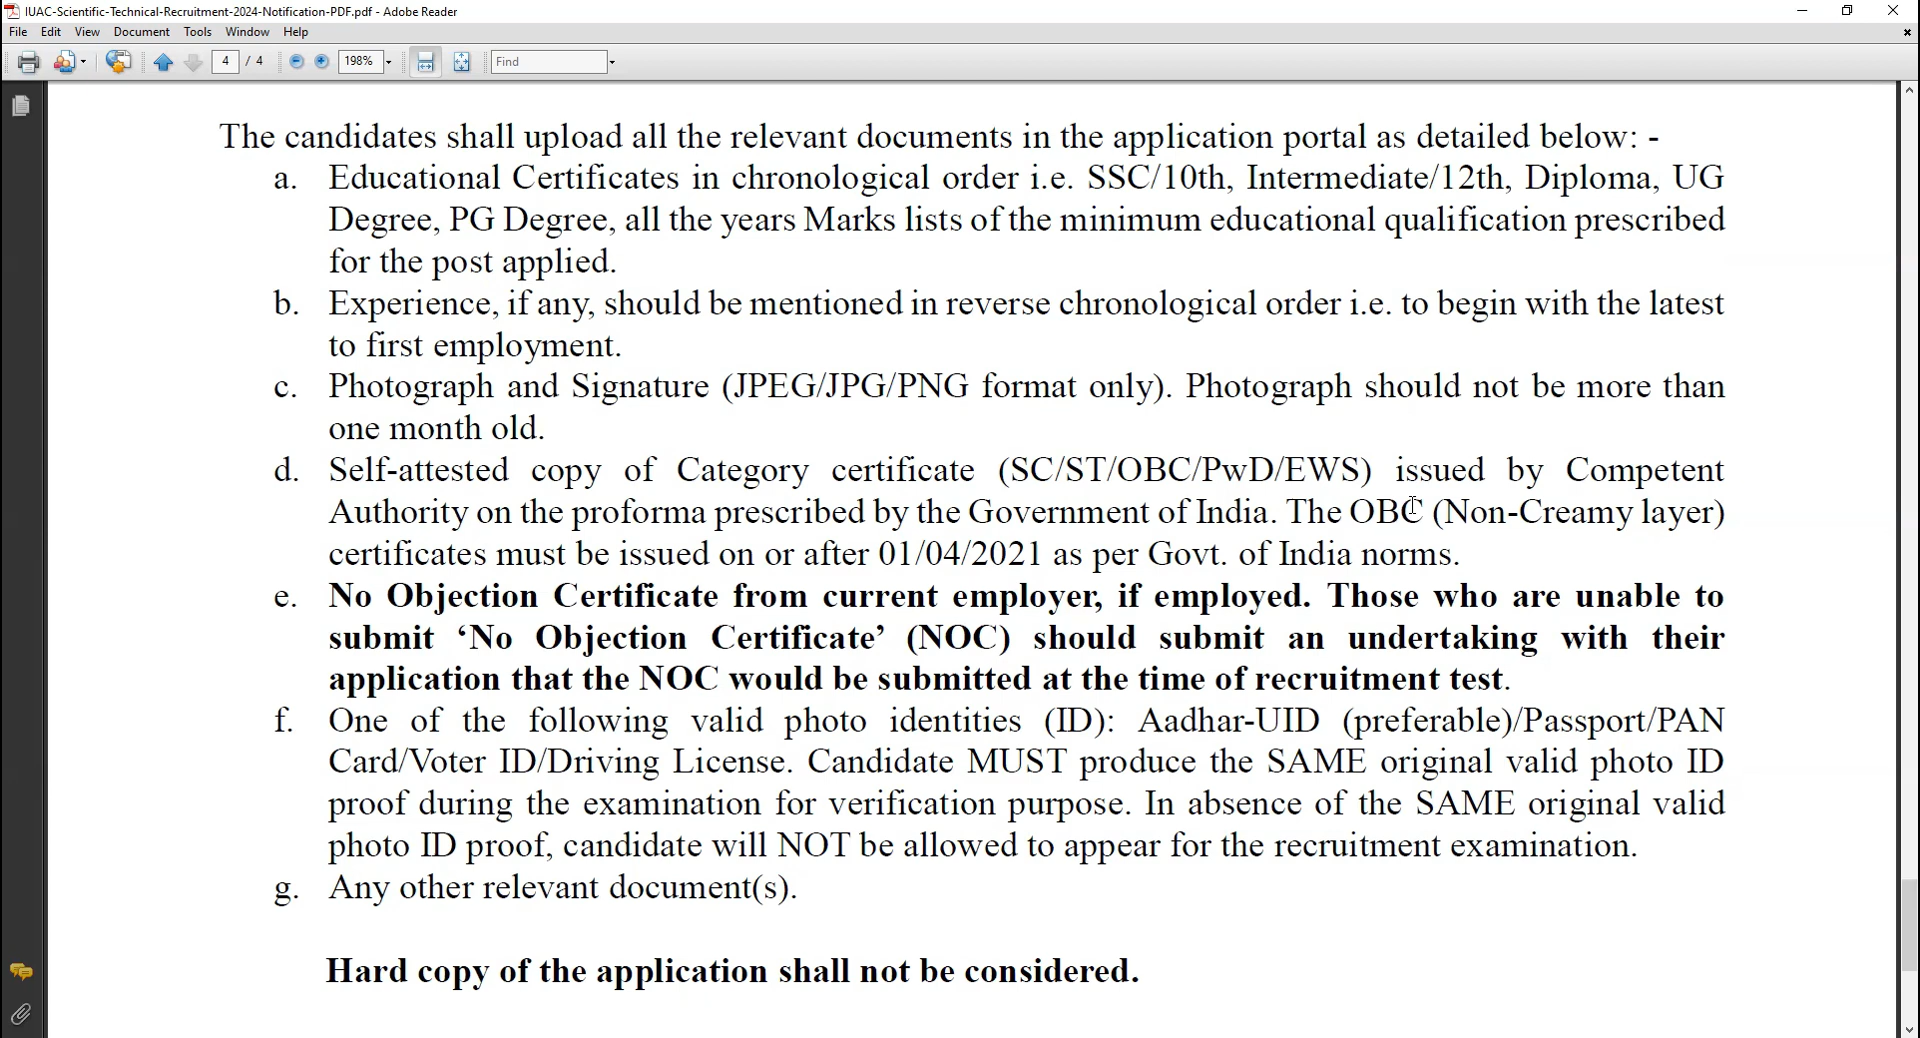 IUAC-Scientific-Technical-Recruitment-2024-Notification-PDF.pdf - Adobe Reader
File Edit View Document Tools Window Help
4 / 4 198% Find
The candidates shall upload all the relevant documents in the application portal as detailed below: -
a. Educational Certificates in chronological order i.e. SSC/10th, Intermediate/12th, Diploma, UG
Degree, PG Degree, all the years Marks lists of the minimum educational qualification prescribed
for the post applied.
b. Experience, if any, should be mentioned in reverse chronological order i.e. to begin with the latest
to first employment.
c. Photograph and Signature (JPEG/JPG/PNG format only). Photograph should not be more than
one month old.
d. Self-attested copy of Category certificate (SC/ST/OBC/PwD/EWS) issued by Competent
Authority on the proforma prescribed by the Government of India. The OBC (Non-Creamy layer)
certificates must be issued on or after 01/04/2021 as per Govt. of India norms.
e. No Objection Certificate from current employer, if employed. Those who are unable to
submit ‘No Objection Certificate’ (NOC) should submit an undertaking with their
application that the NOC would be submitted at the time of recruitment test.
f. One of the following valid photo identities (ID): Aadhar-UID (preferable)/Passport/PAN
Card/Voter ID/Driving License. Candidate MUST produce the SAME original valid photo ID
proof during the examination for verification purpose. In absence of the SAME original valid
photo ID proof, candidate will NOT be allowed to appear for the recruitment examination.
g. Any other relevant document(s).
Hard copy of the application shall not be considered.